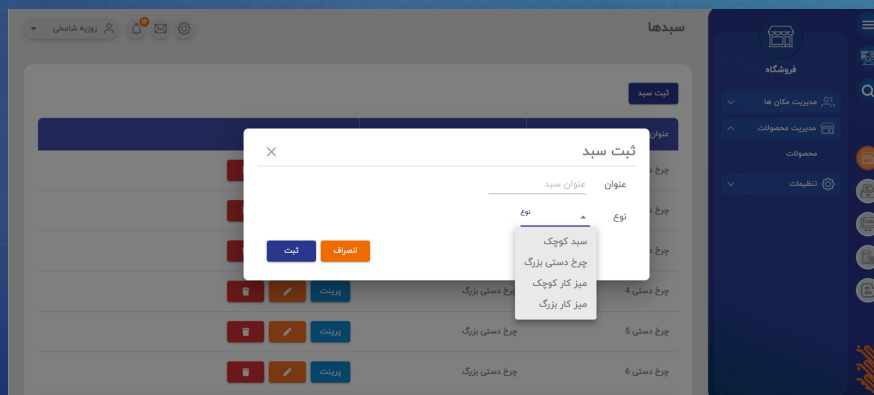 سبدها
روزبه شاملی
فروشگاه
مدیریت مکان ها
مدیریت محصولات
محصولات
تنظیمات
ثبت سبد
عنوان
ثبت سبد
عنوان
عنوان سبد
نوع
نوع
سبد کوچک
چرخ دستی بزرگ
میز کار کوچک
میز کار بزرگ
انصراف
ثبت
چرخ دستی 4
چرخ دستی بزرگ
پرینت
چرخ دستی 5
چرخ دستی بزرگ
پرینت
چرخ دستی 6
چرخ دستی بزرگ
پرینت